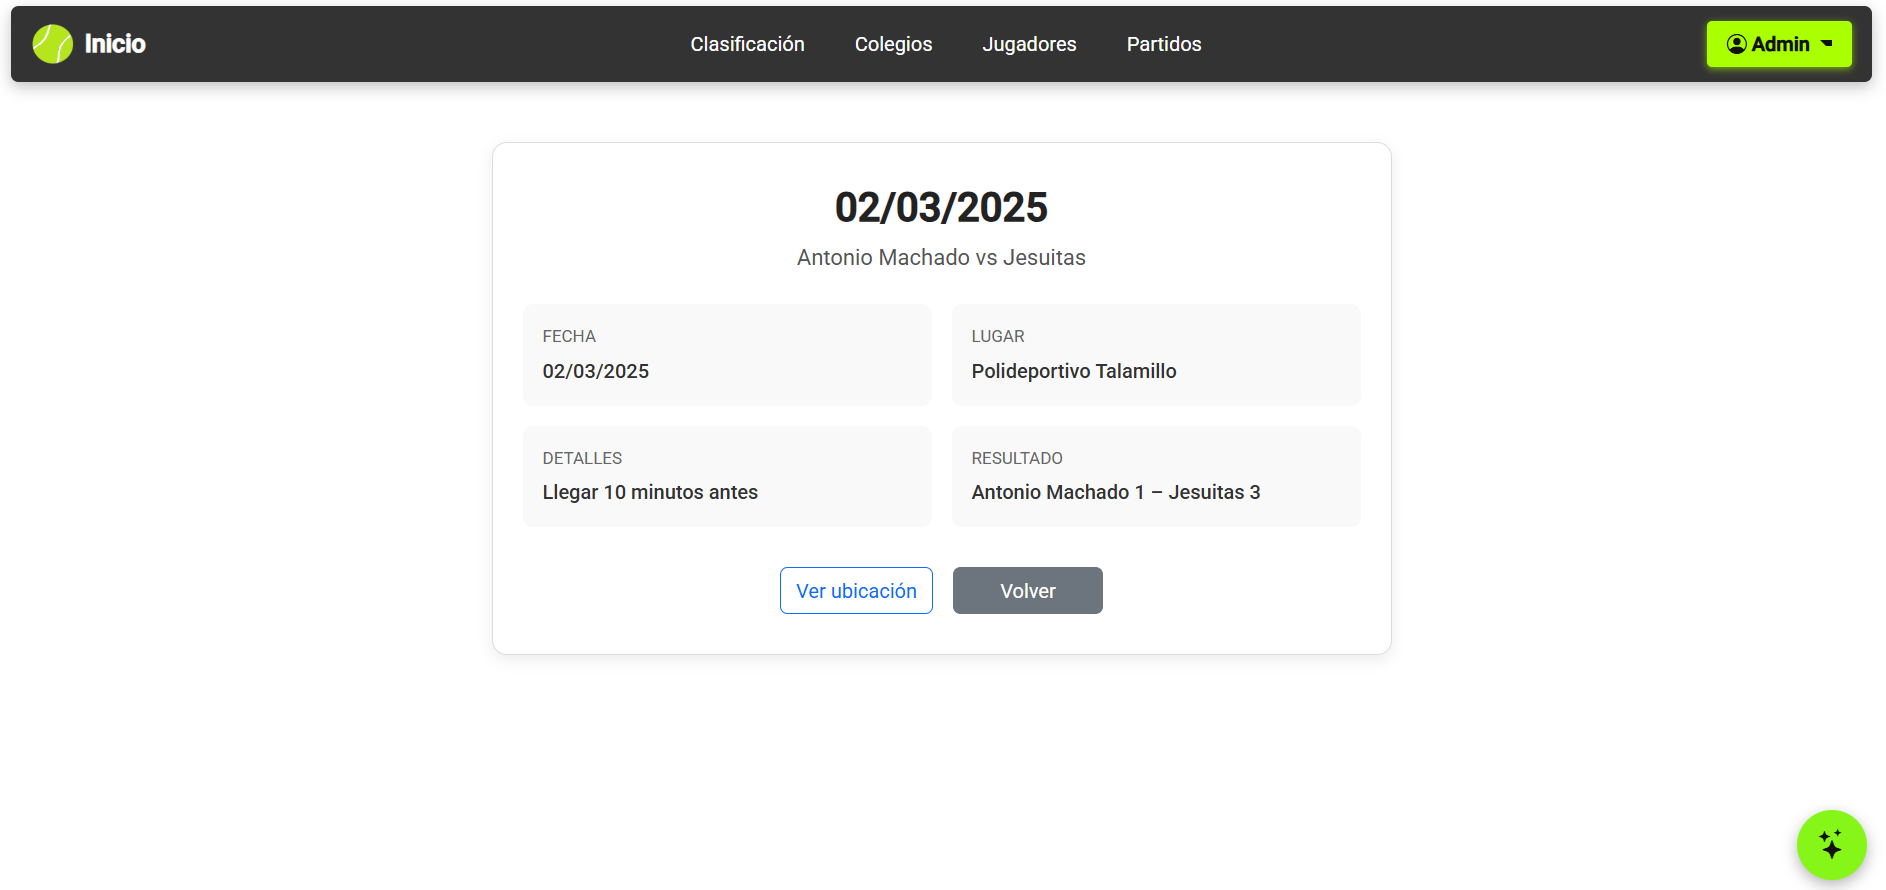 Inicio
Clasificación
Colegios
Jugadores
Partidos
Admin
02/03/2025
Antonio Machado vs Jesuitas
FECHA
02/03/2025
LUGAR
Polideportivo Talamillo
DETALLES
Llegar 10 minutos antes
RESULTADO
Antonio Machado 1 – Jesuitas 3
Ver ubicación
Volver